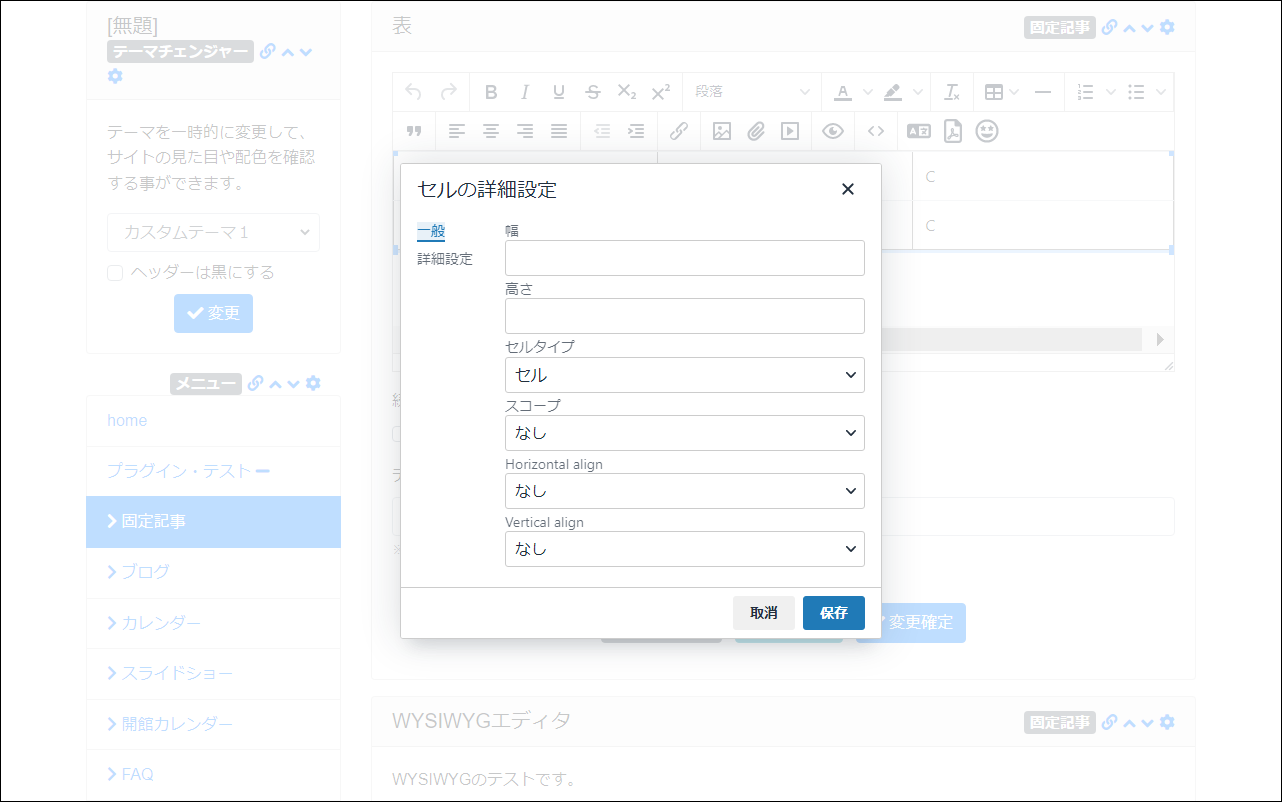 [無題]
テーマチェンジャー
テーマを一時的に変更して、
サイトの見た目や配色を確認
する事ができます。
カスタムテーマ1
ヘッダーは黒にする
変更
メニュー
home
プラグイン・テスト
固定記事
ブログ
カレンダー
スライドショー
開館カレンダー
FAQ
表
固定記事
段落
C
C
セルの詳細設定
一般
詳細設定
幅
高さ
セルタイプ
セル
スコープ
なし
Horizontal align
なし
Vertical align
なし
取消
保存
変更確定
WYSIWYGエディタ
固定記事
WYSIWYGのテストです。